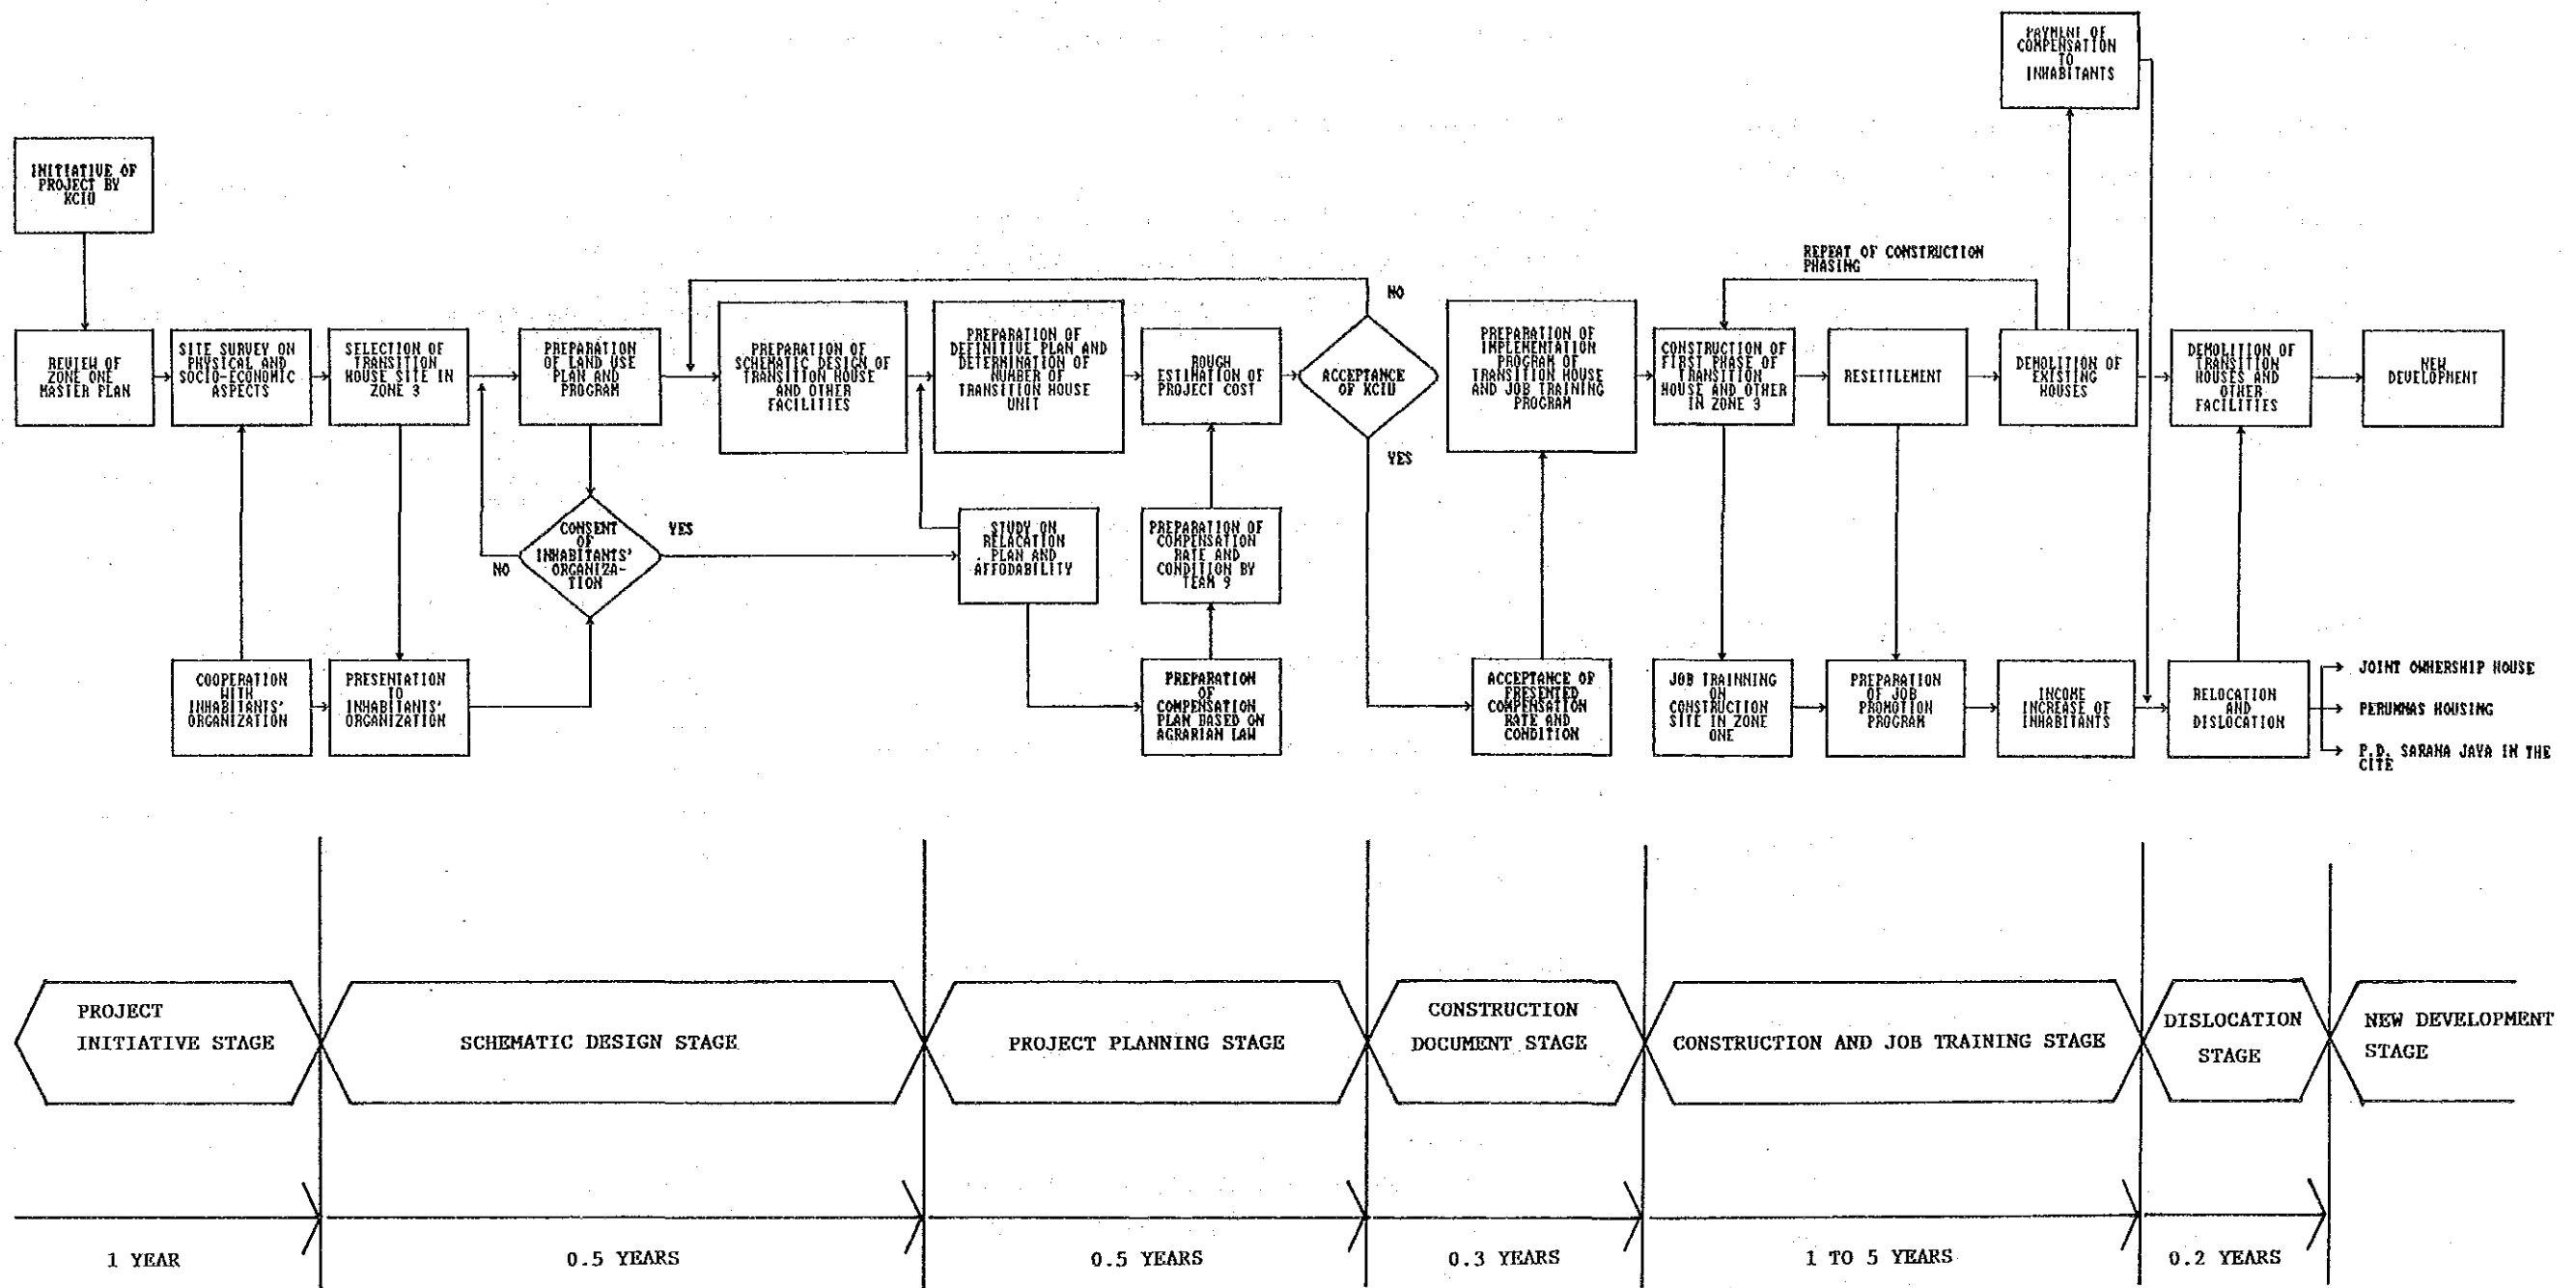 PAYMENT OF
COMPENSATION
TO
INHABITANTS
INITIATIVE OF
PROJECT BY
KCIU
REPEAT OF CONSTRUCTION
PHASING
REVIEW OF
ZONE ONE
MASTER PLAN
SITE SURVEY ON
PHYSICAL AND
SOCIO-ECONOMIC
ASPECTS
SELECTION OF
TRANSITION
HOUSE SITE IN
ZONE 3
PREPARATION
OF LAND USE
PLAN AND
PROGRAM
PREPARATION OF
SCHEMATIC DESIGN OF
TRANSITION HOUSE
AND OTHER
FACILITIES
PREPARATION OF
DEFINITIVE PLAN AND
DETERMINATION OF
NUMBER OF
TRANSITION HOUSE
UNIT
ROUGH
ESTIMATION OF
PROJECT COST
NO
ACCEPTANCE
OF KCIU
YES
PREPARATION OF
IMPLEMENTATION
PROGRAM OF
TRANSITION HOUSE
AND JOB TRAINING
PROGRAM
CONSTRUCTION OF
FIRST PHASE OF
TRANSITION
HOUSE AND OTHER
IN ZONE 3
RESETTLEMENT
DEMOLITION OF
EXISTING
HOUSES
DEMOLITION OF
TRANSITION
HOUSES AND
OTHER
FACILITIES
NEW
DEVELOPMENT
CONSENT
OF
INHABITANTS'
ORGANIZA-
TION
YES
NO
STUDY ON
RELACATION
PLAN AND
AFFODABILITY
PREPARATION OF
COMPENSATION
RATE AND
CONDITION BY
TEAM 9
COOPERATION
WITH
INHABITANTS'
ORGANIZATION
PRESENTATION
TO
INHABITANTS'
ORGANIZATION
PREPARATION
OF
COMPENSATION
PLAN BASED ON
AGRARIAN LAW
ACCEPTANCE OF
PRESENTED
COMPENSATION
RATE AND
CONDITION
JOB TRAINNING
ON
CONSTRUCTION
SITE IN ZONE
ONE
PREPARATION
OF JOB
PROMOTION
PROGRAM
INCOME
INCREASE OF
INHABITANTS
RELOCATION
AND
DISLOCATION
JOINT OWNERSHIP HOUSE
PERUMNAS HOUSING
P.D. SARANA JAYA IN THE
CITE
PROJECT
INITIATIVE STAGE
SCHEMATIC DESIGN STAGE
PROJECT PLANNING STAGE
CONSTRUCTION
DOCUMENT STAGE
CONSTRUCTION AND JOB TRAINING STAGE
DISLOCATION
STAGE
NEW DEVELOPMENT
STAGE
1 YEAR
0.5 YEARS
0.5 YEARS
0.3 YEARS
1 TO 5 YEARS
0.2 YEARS